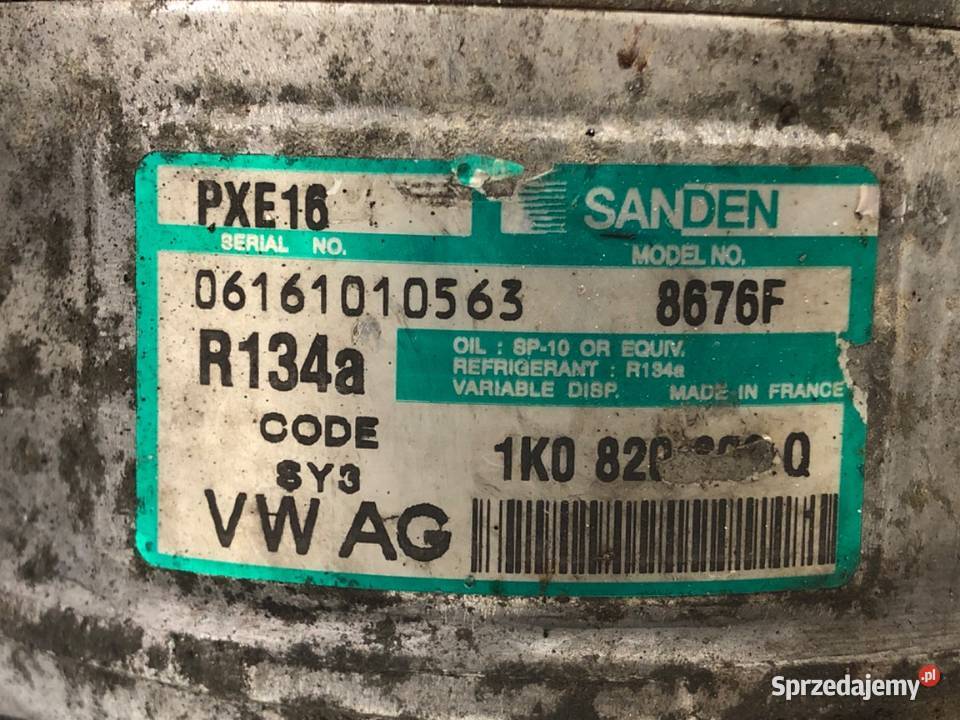 PXE16 SANDEN
SERIAL NO. MODEL NO.
06161010563 8676F
R134a
OIL : SP-10 OR EQUIV.
REFRIGERANT : R134a
VARIABLE DISP. MADE IN FRANCE
CODE
SY3
1K0 Q
VW AG
Sprzedajemy.pl